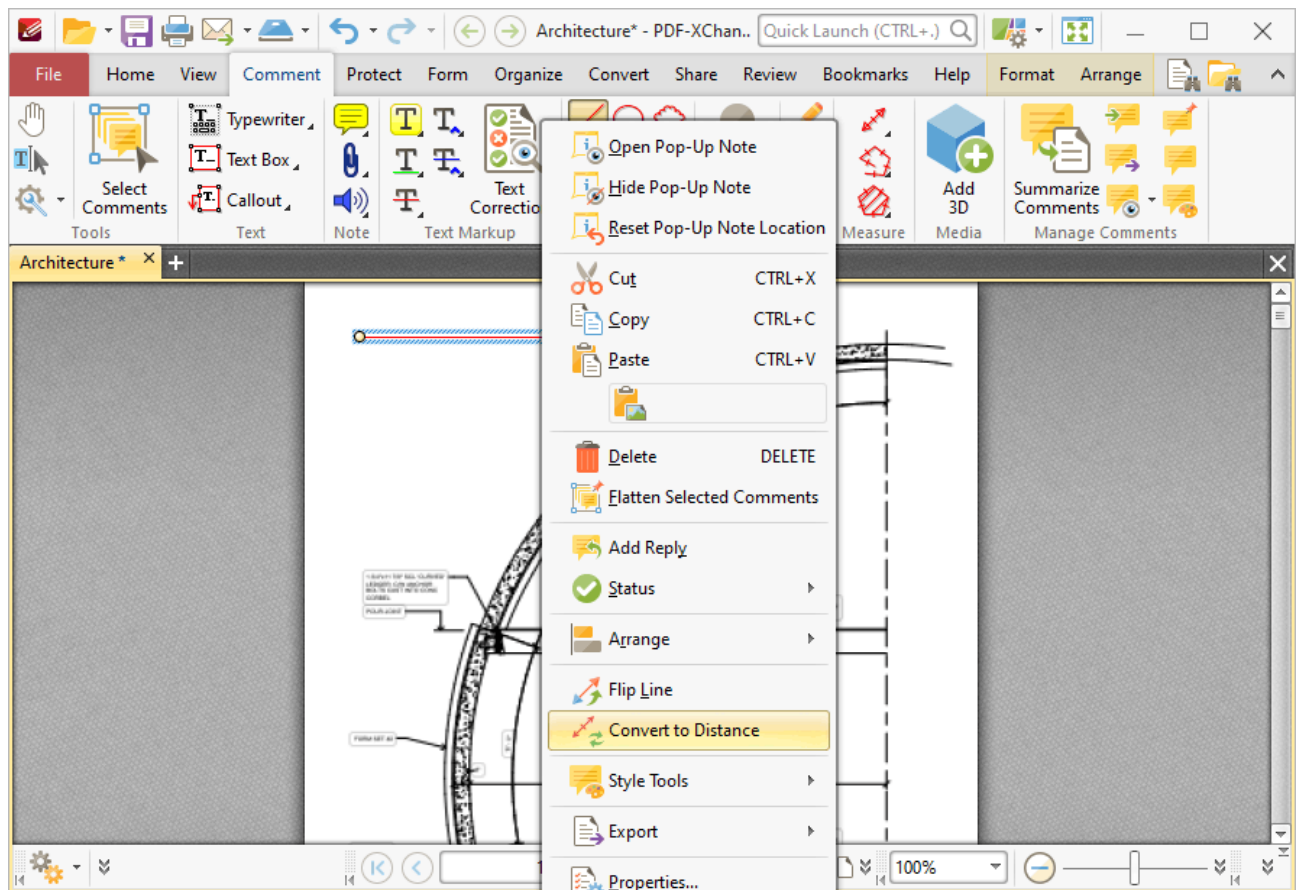 Architecture* - PDF-XChan..
Quick Launch (CTRL+.)
File Home View Comment Protect Form Organize Convert Share Review Bookmarks Help Format Arrange
Typewriter
Text Box
Callout
Select
Comments
Text
Correctio
Add
3D
Summarize
Comments
Tools Text Note Text Markup Measure Media Manage Comments
Architecture *
Open Pop-Up Note
Hide Pop-Up Note
Reset Pop-Up Note Location
Cut CTRL+X
Copy CTRL+C
Paste CTRL+V
Delete DELETE
Flatten Selected Comments
Add Reply
Status
Arrange
Flip Line
Convert to Distance
Style Tools
Export
Properties...
POUR JOINT
1
100%